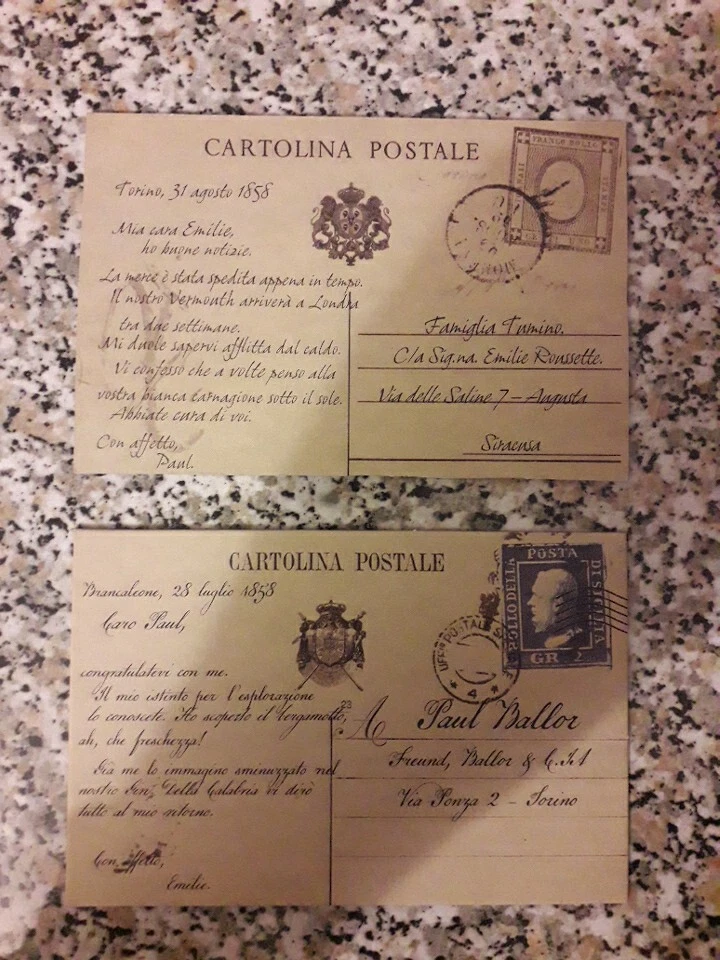 CARTOLINA POSTALE
FRANCO BOLLO
Torino, 31 agosto 1858
Mia cara Emilie,
ho buone notizie.
La merce è stata spedita appena in tempo.
Il nostro Vermouth arriverà a Londra
tra due settimane.
Mi duole sapervi afflitta dal caldo.
Vi confesso che a volte penso alla
vostra bianca carnagione sotto il sole.
Abbiate cura di voi.
Con affetto,
Paul.
Famiglia Tumino,
C/a Sig.na. Emilie Roussette.
Via delle Saline 7 - Augusta
Siracusa
CARTOLINA POSTALE
Brancaleone, 28 luglio 1858
Caro Paul,
congratulatevi con me.
Il mio istinto per l'esplorazione
lo conoscete. Ho scoperto il bergamotto,
ah, che freschezza!
Già me lo immagino sminuzzato nel
nostro Gin. Della Calabria vi dirò
tutto al mio ritorno.
Con affetto,
Emilie.
BOLLO DELLA
POSTA
DI SICILIA
GR 2
UFF° POSTALE
4
A Paul Ballor
Freund, Ballor & C.
Via Ponza 2 - Torino